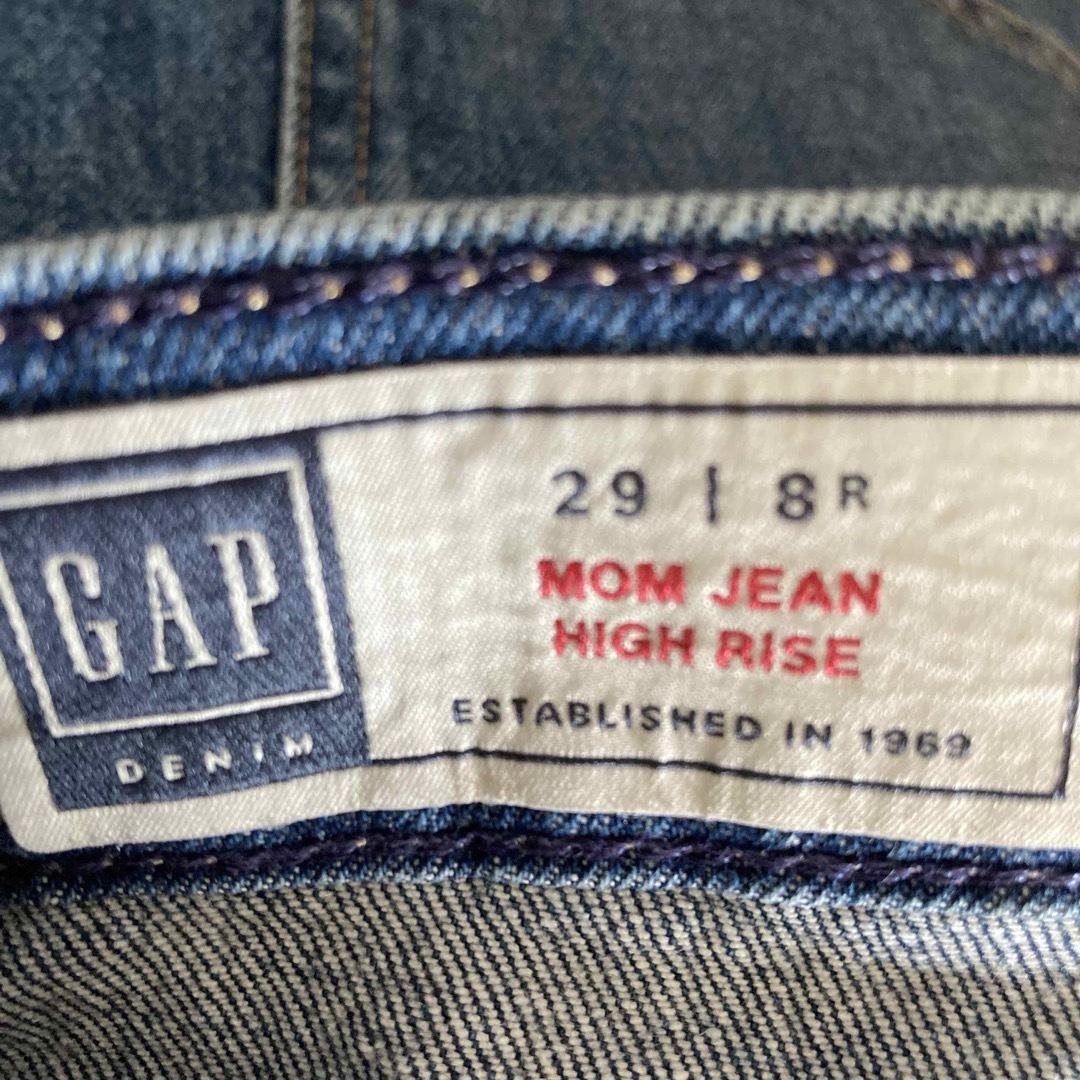 GAP
DENIM
29 | 8R
MOM JEAN
HIGH RISE
ESTABLISHED IN 1969